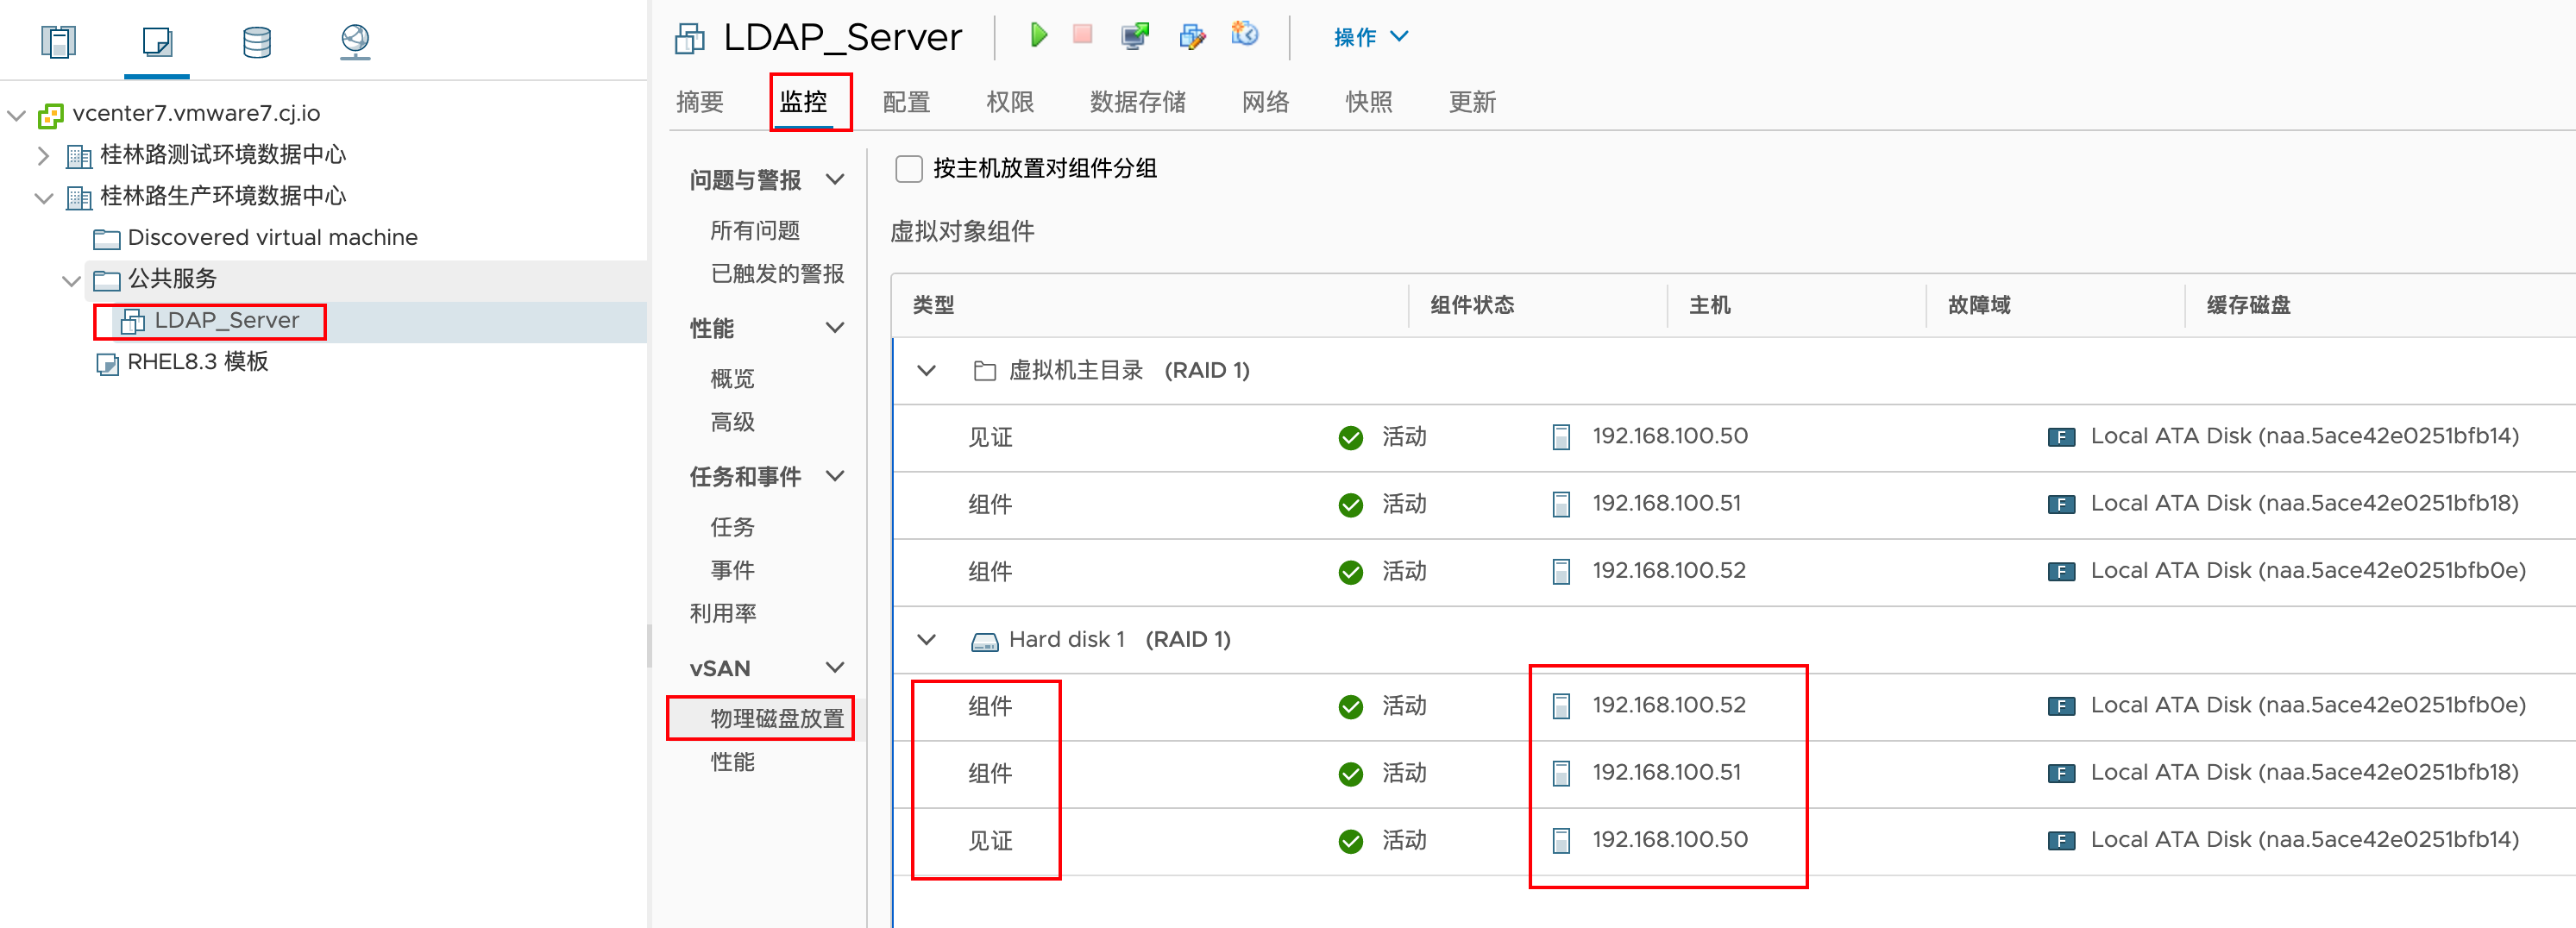 LDAP_Server
操作
摘要 监控 配置 权限 数据存储 网络 快照 更新
vcenter7.vmware7.cj.io
桂林路测试环境数据中心
桂林路生产环境数据中心
Discovered virtual machine
公共服务
LDAP_Server
RHEL8.3 模板
问题与警报
所有问题
已触发的警报
性能
概览
高级
任务和事件
任务
事件
利用率
vSAN
物理磁盘放置
性能
按主机放置对组件分组
虚拟对象组件
类型 组件状态 主机 故障域 缓存磁盘
虚拟机主目录 (RAID 1)
见证 活动 192.168.100.50 F Local ATA Disk (naa.5ace42e0251bfb14)
组件 活动 192.168.100.51 F Local ATA Disk (naa.5ace42e0251bfb18)
组件 活动 192.168.100.52 F Local ATA Disk (naa.5ace42e0251bfb0e)
Hard disk 1 (RAID 1)
组件 活动 192.168.100.52 F Local ATA Disk (naa.5ace42e0251bfb0e)
组件 活动 192.168.100.51 F Local ATA Disk (naa.5ace42e0251bfb18)
见证 活动 192.168.100.50 F Local ATA Disk (naa.5ace42e0251bfb14)